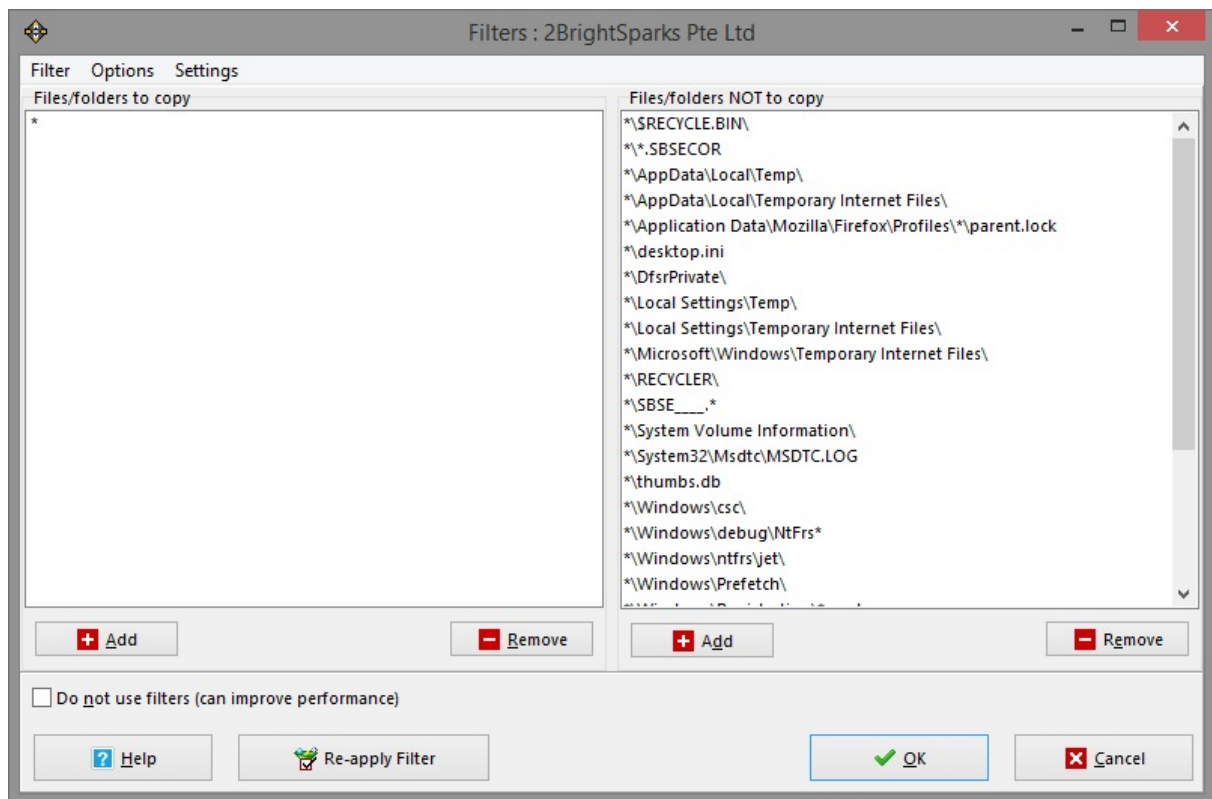 Filters : 2BrightSparks Pte Ltd
Filter Options Settings
Files/folders to copy
*
Files/folders NOT to copy
*\$RECYCLE.BIN\
*\*.SBSECOR
*\AppData\Local\Temp\
*\AppData\Local\Temporary Internet Files\
*\Application Data\Mozilla\Firefox\Profiles\*\parent.lock
*\desktop.ini
*\DfsrPrivate\
*\Local Settings\Temp\
*\Local Settings\Temporary Internet Files\
*\Microsoft\Windows\Temporary Internet Files\
*\RECYCLER\
*\SBSE____.*
*\System Volume Information\
*\System32\Msdtc\MSDTC.LOG
*\thumbs.db
*\Windows\csc\
*\Windows\debug\NtFrs*
*\Windows\ntfrs\jet\
*\Windows\Prefetch\
Add
Remove
Add
Remove
Do not use filters (can improve performance)
Help
Re-apply Filter
OK
Cancel